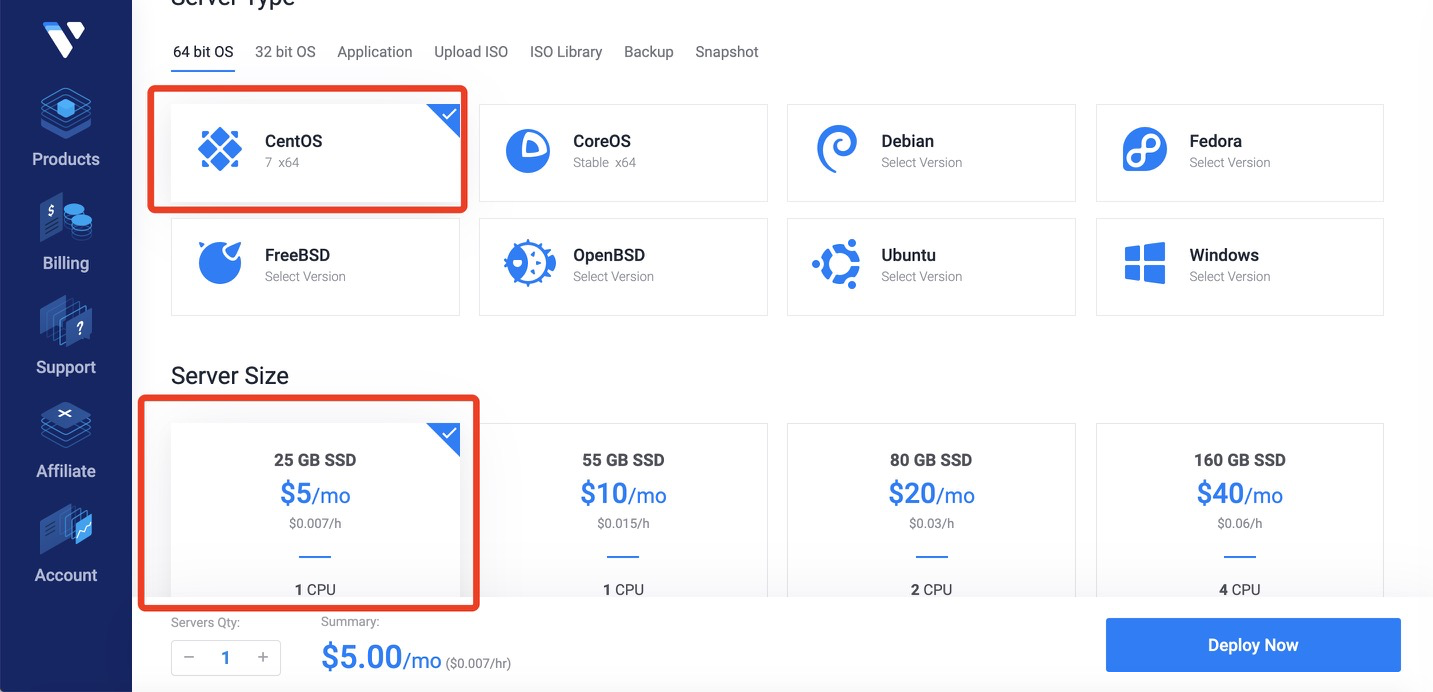 Server Type
64 bit OS 32 bit OS Application Upload ISO ISO Library Backup Snapshot
Products
Billing
$
Support
?
Affiliate
Account
CentOS
7 x64
CoreOS
Stable x64
Debian
Select Version
Fedora
Select Version
FreeBSD
Select Version
OpenBSD
Select Version
Ubuntu
Select Version
Windows
Select Version
Server Size
25 GB SSD
$5/mo
$0.007/h
1 CPU
55 GB SSD
$10/mo
$0.015/h
1 CPU
80 GB SSD
$20/mo
$0.03/h
2 CPU
160 GB SSD
$40/mo
$0.06/h
4 CPU
Servers Qty:
− 1 +
Summary:
$5.00/mo ($0.007/hr)
Deploy Now